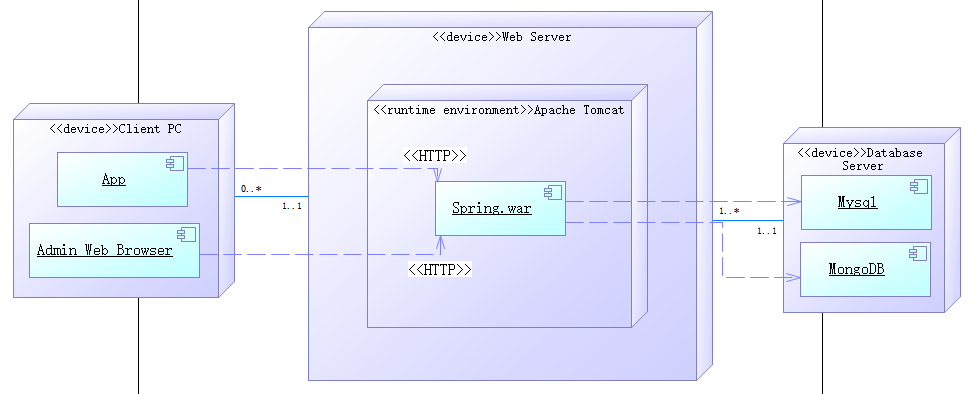 <<device>>Web Server
<<runtime environment>>Apache Tomcat
<<device>>Client PC
<<HTTP>>
<<device>>Database
Server
App
0..*
1..1
Spring.war
Mysql
1..*
1..1
Admin Web Browser
<<HTTP>>
MongoDB